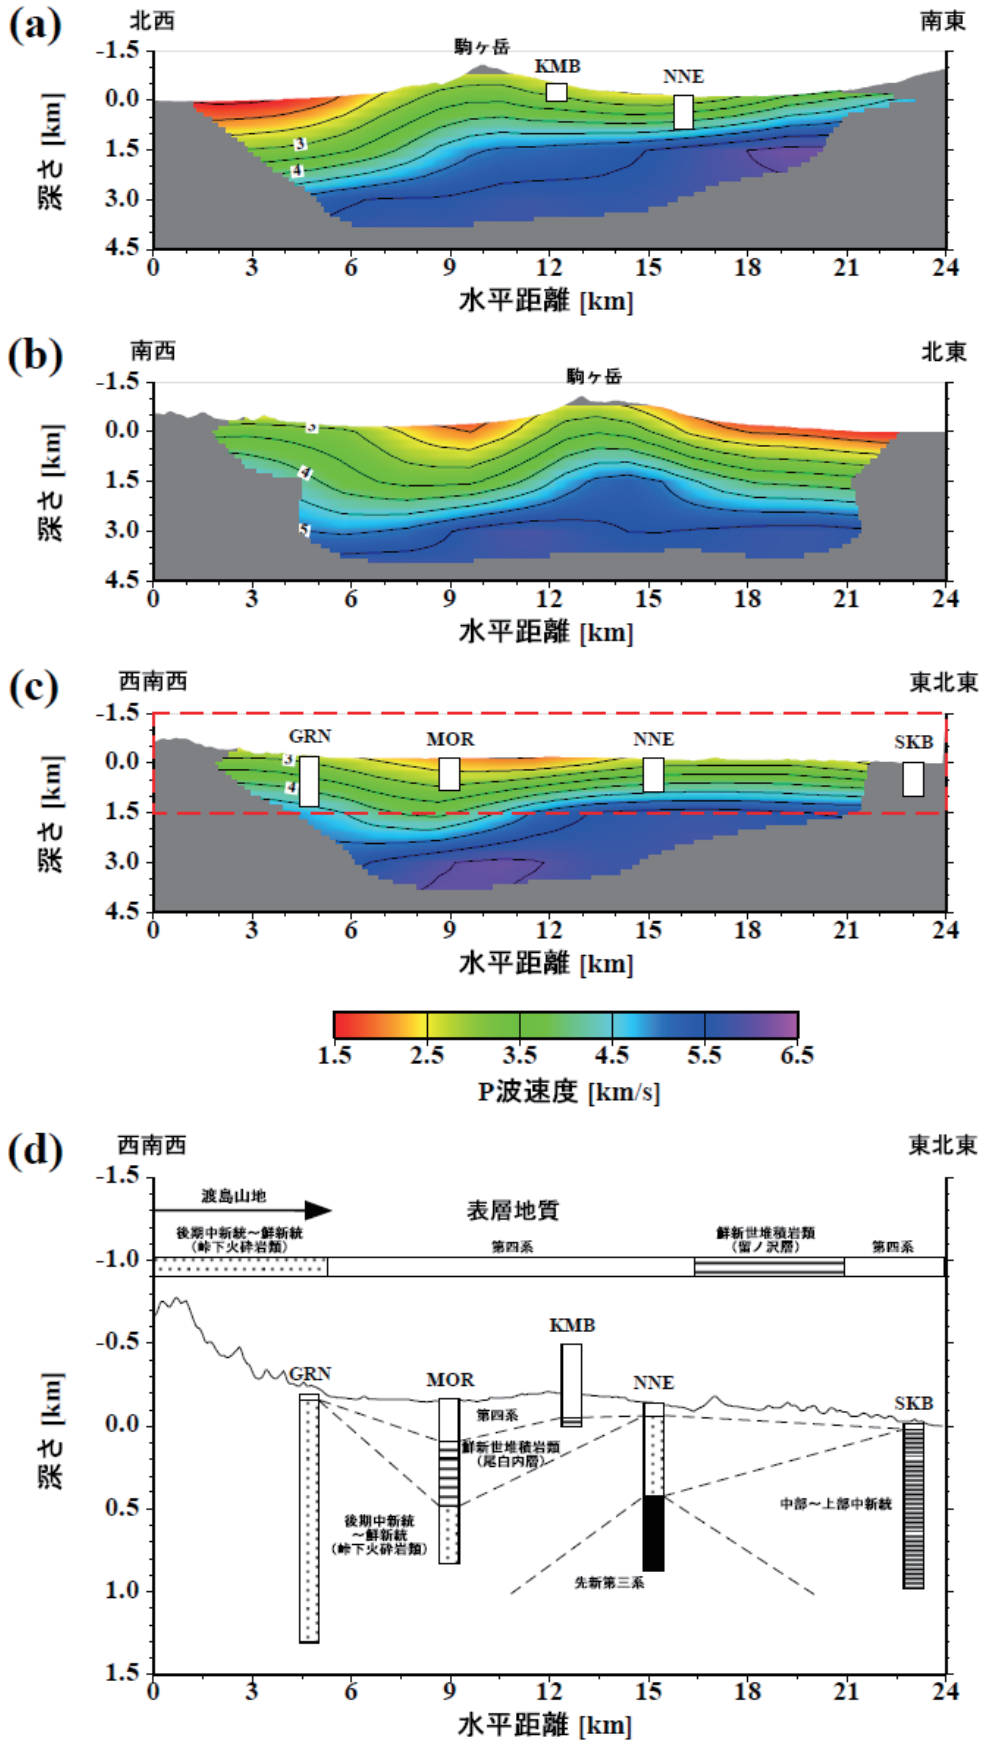 (a)
北西
南東
駒ヶ岳
KMB
NNE
-1.5
0.0
1.5
3.0
4.5
3
4
深さ [km]
0 3 6 9 12 15 18 21 24
水平距離 [km]
(b)
南西
北東
駒ヶ岳
-1.5
0.0
1.5
3.0
4.5
3
4
5
深さ [km]
0 3 6 9 12 15 18 21 24
水平距離 [km]
(c)
西南西
東北東
GRN
MOR
NNE
SKB
-1.5
0.0
1.5
3.0
4.5
3
4
深さ [km]
0 3 6 9 12 15 18 21 24
水平距離 [km]
1.5 2.5 3.5 4.5 5.5 6.5
P波速度 [km/s]
(d)
西南西
東北東
渡島山地
表層地質
後期中新統~鮮新統
(峠下火砕岩類)
第四系
鮮新世堆積岩類
(留ノ沢層)
第四系
-1.5
-1.0
-0.5
0.0
0.5
1.0
1.5
深さ [km]
GRN
MOR
KMB
NNE
SKB
第四系
鮮新世堆積岩類
(尾白内層)
後期中新統
~鮮新統
(峠下火砕岩類)
中部~上部中新統
先新第三系
0 3 6 9 12 15 18 21 24
水平距離 [km]